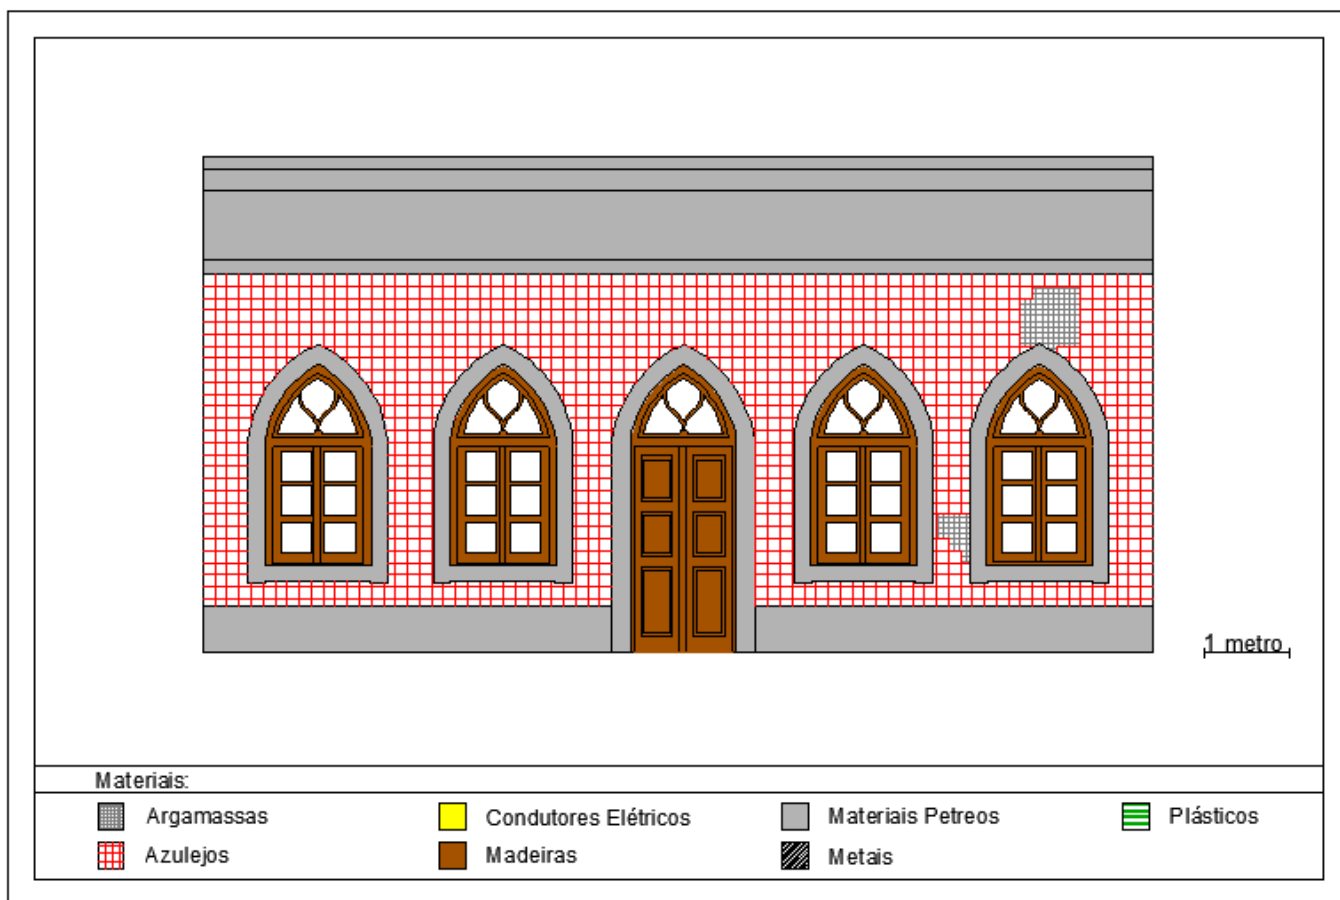 1 metro
Materiais:
Argamassas
Condutores Elétricos
Materiais Petreos
Plásticos
Azulejos
Madeiras
Metais